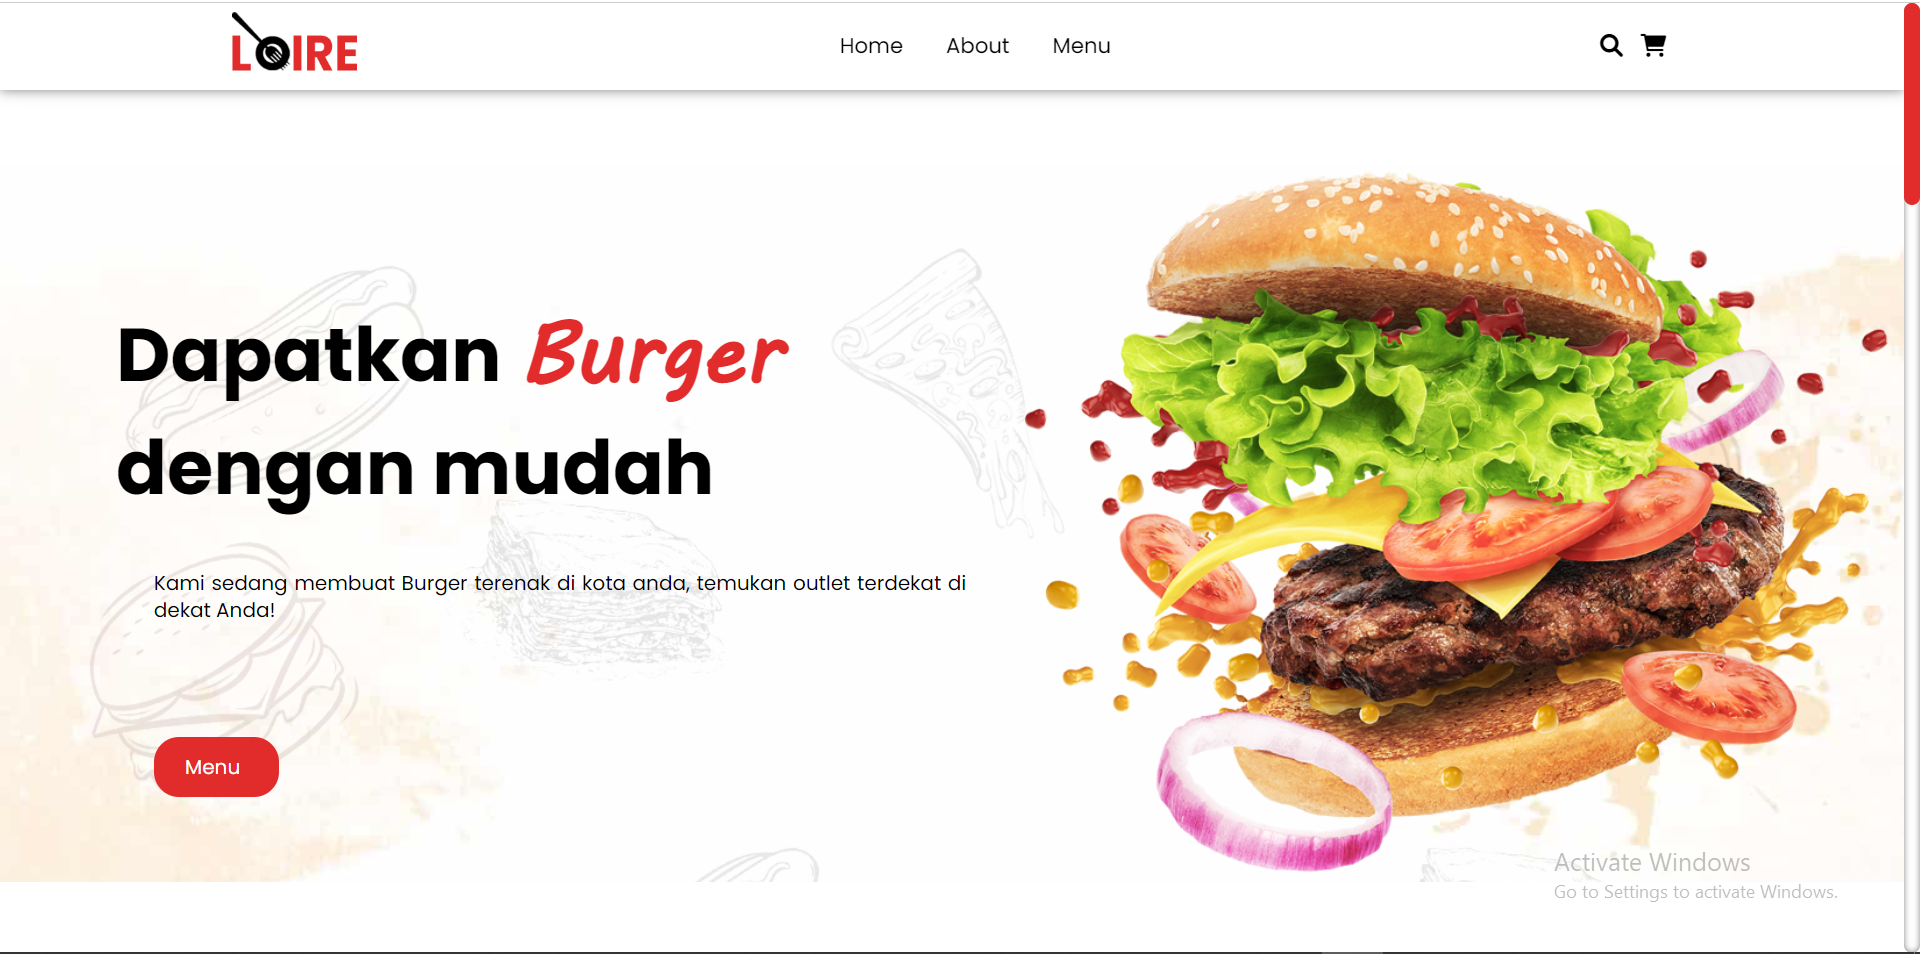 LOIRE
Home About Menu
Dapatkan Burger
dengan mudah
Kami sedang membuat Burger terenak di kota anda, temukan outlet terdekat di
dekat Anda!
Menu
Activate Windows
Go to Settings to activate Windows.